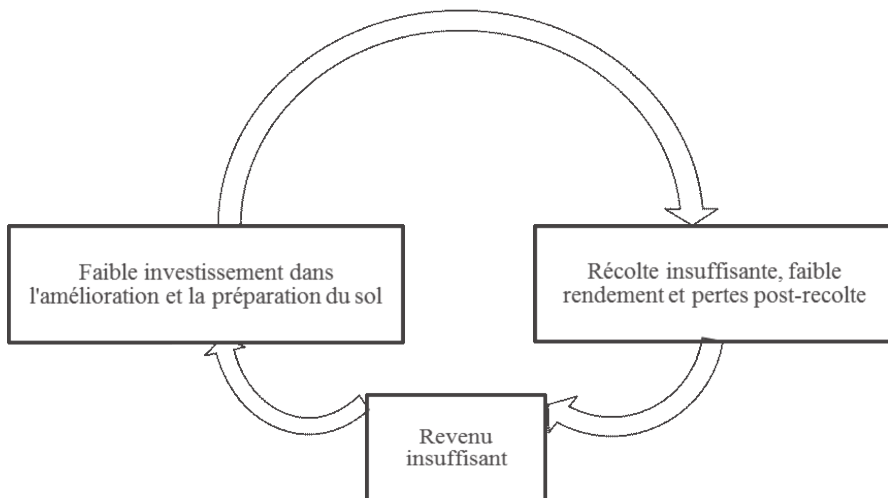 Faible investissement dans
l'amélioration et la préparation du sol
Récolte insuffisante, faible
rendement et pertes post-recolte
Revenu
insuffisant